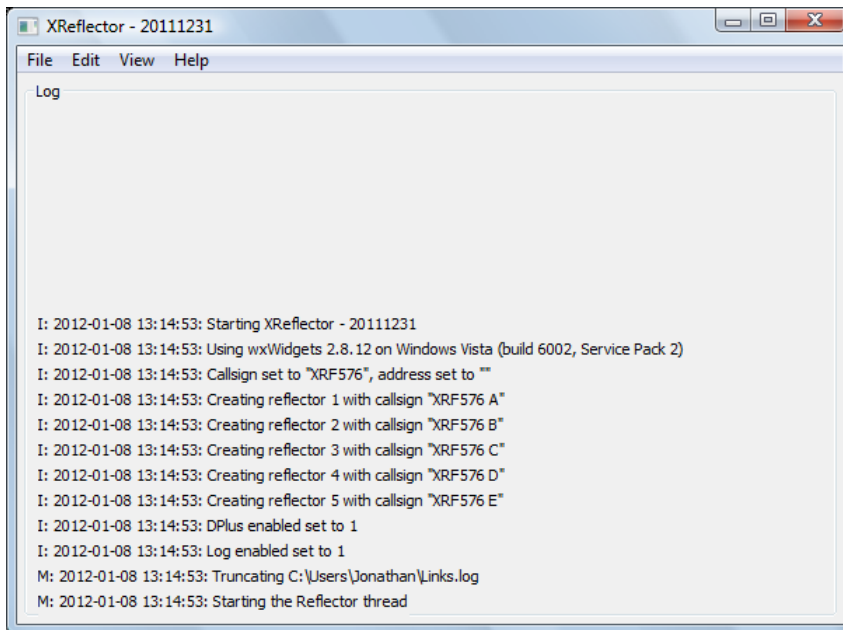 XReflector - 20111231
File Edit View Help
Log
I: 2012-01-08 13:14:53: Starting XReflector - 20111231
I: 2012-01-08 13:14:53: Using wxWidgets 2.8.12 on Windows Vista (build 6002, Service Pack 2)
I: 2012-01-08 13:14:53: Callsign set to "XRF576", address set to ""
I: 2012-01-08 13:14:53: Creating reflector 1 with callsign "XRF576 A"
I: 2012-01-08 13:14:53: Creating reflector 2 with callsign "XRF576 B"
I: 2012-01-08 13:14:53: Creating reflector 3 with callsign "XRF576 C"
I: 2012-01-08 13:14:53: Creating reflector 4 with callsign "XRF576 D"
I: 2012-01-08 13:14:53: Creating reflector 5 with callsign "XRF576 E"
I: 2012-01-08 13:14:53: DPlus enabled set to 1
I: 2012-01-08 13:14:53: Log enabled set to 1
M: 2012-01-08 13:14:53: Truncating C:\Users\Jonathan\Links.log
M: 2012-01-08 13:14:53: Starting the Reflector thread